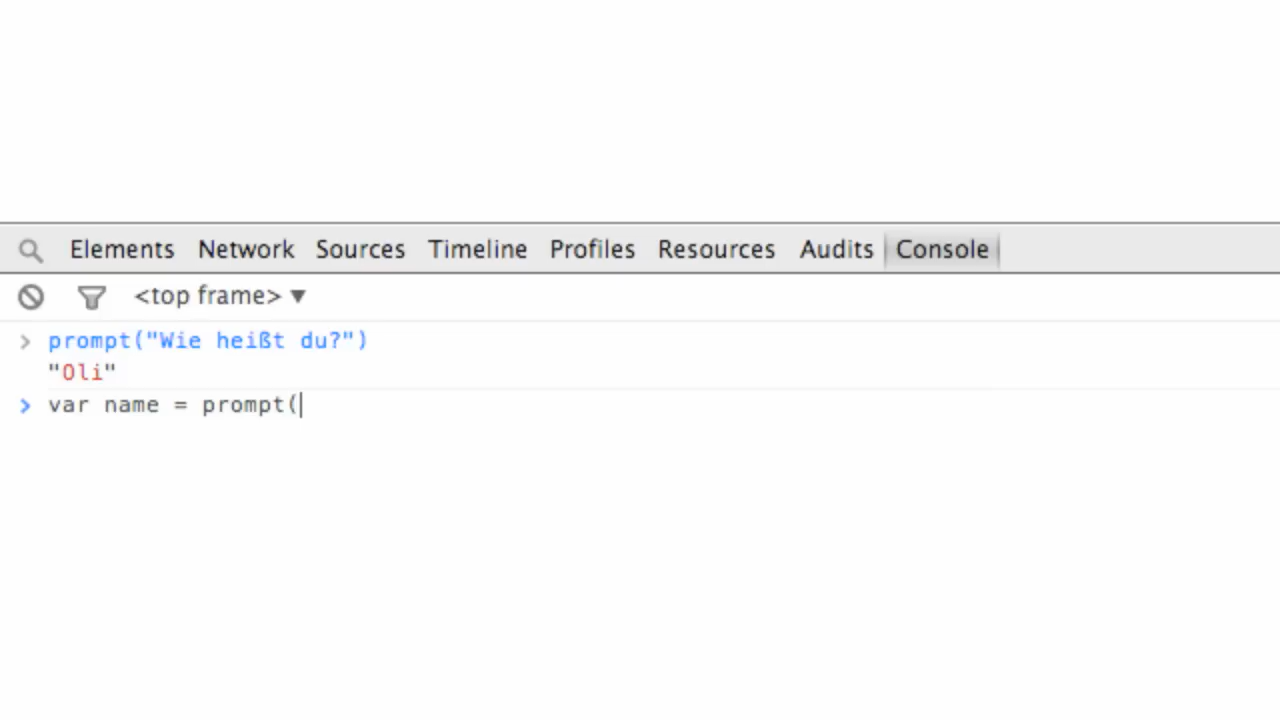 Elements Network Sources Timeline Profiles Resources Audits Console
<top frame> ▼
> prompt("Wie heißt du?")
"Oli"
> var name = prompt(